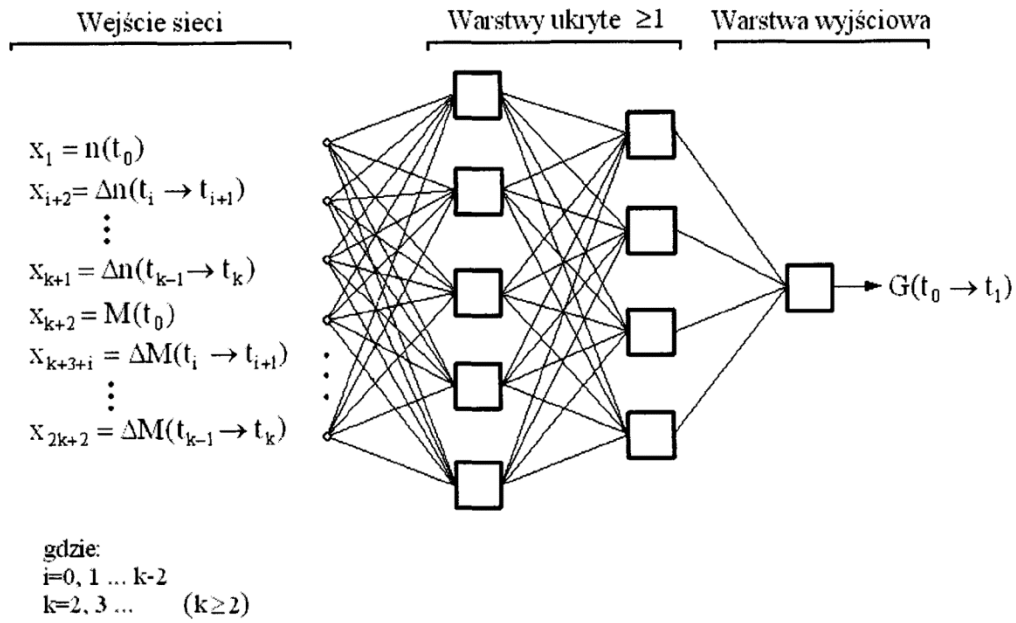 Wejście sieci
Warstwy ukryte ≥1
Warstwa wyjściowa
x₁ = n(t₀)
xᵢ₊₂= Δn(tᵢ → tᵢ₊₁)
⋮
xₖ₊₁ = Δn(tₖ₋₁→ tₖ)
xₖ₊₂ = M(t₀)
xₖ₊₃₊ᵢ = ΔM(tᵢ → tᵢ₊₁)
⋮
x₂ₖ₊₂ = ΔM(tₖ₋₁→ tₖ)
G(t₀ → t₁)
gdzie:
i=0, 1 ... k-2
k=2, 3 ... (k≥2)